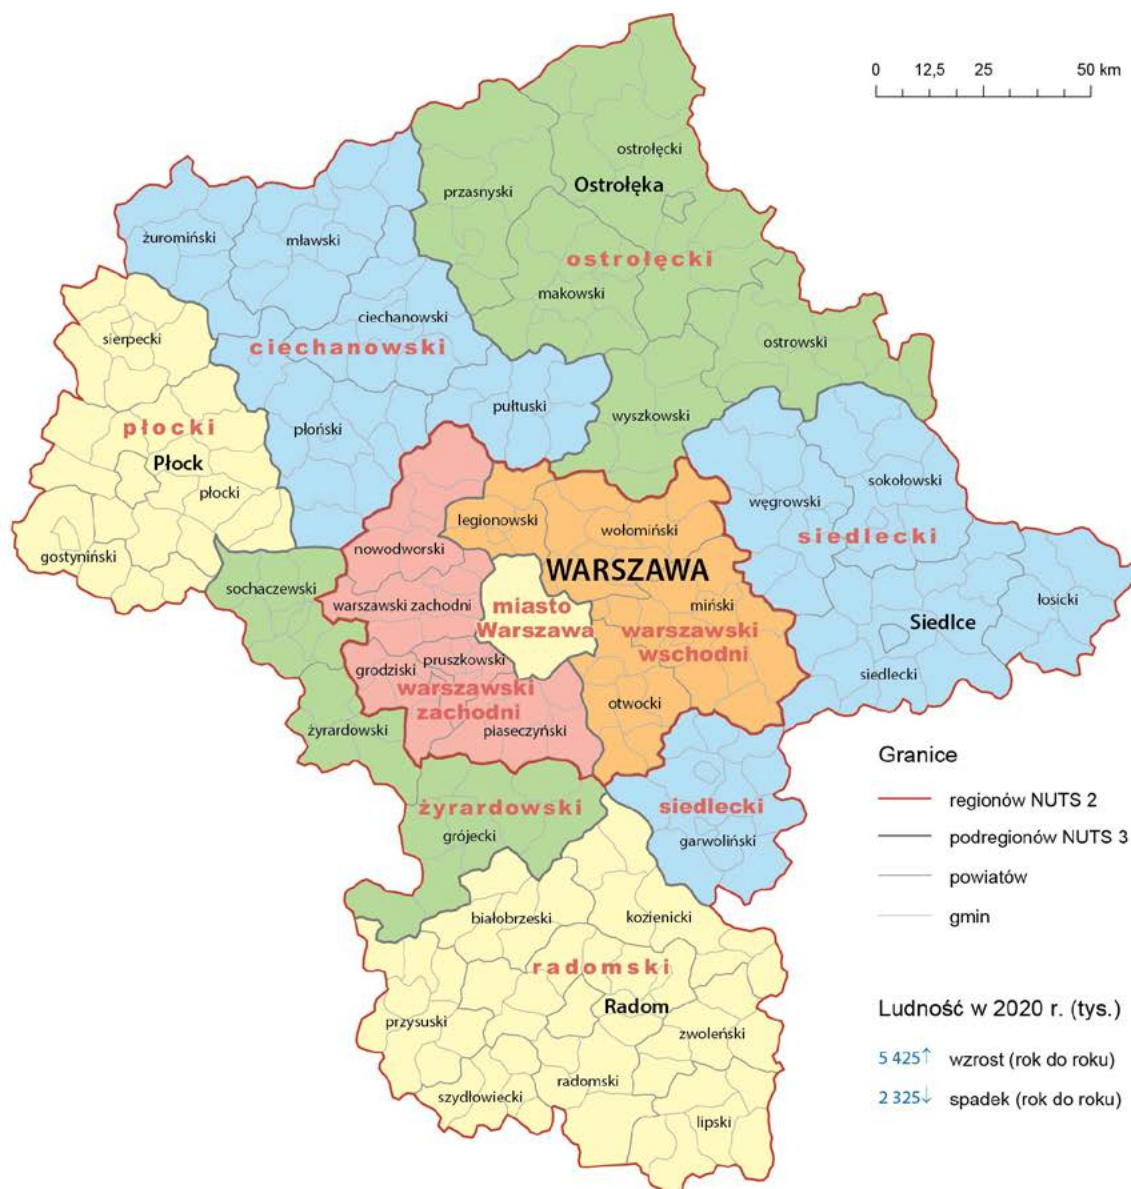 0 12,5 25 50 km
ostrołęcki
Ostrołęka
przasnyski
żuromiński
mławski
ostrołęcki
makowski
ciechanowski
sierpecki
ciechanowski
ostrowski
pułtuski
wyszkowski
płocki
płoński
Płock
płocki
sokołowski
węgrowski
legionowski
wołomiński
siedlecki
gostyniński
nowodworski
WARSZAWA
sochaczewski
warszawski zachodni
miasto
Warszawa
miński
łosicki
Siedlce
warszawski
wschodni
grodziski
pruszkowski
siedlecki
warszawski
zachodni
otwocki
żyrardowski
piaseczyński
Granice
regionów NUTS 2
podregionów NUTS 3
powiatów
gmin
żyrardowski
siedlecki
grójecki
garwoliński
białobrzeski
kozienicki
radomski
Radom
przysuski
zwoleński
radomski
szydłowiecki
lipski
Ludność w 2020 r. (tys.)
5 425↑ wzrost (rok do roku)
2 325↓ spadek (rok do roku)